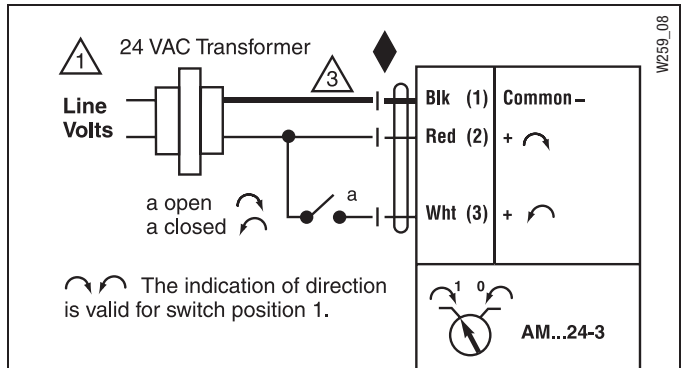 W259_08
1
24 VAC Transformer
3
Line
Volts
Blk (1) Common –
Red (2) +
a
Wht (3) +
a open
a closed
The indication of direction
is valid for switch position 1.
1 0
AM...24-3